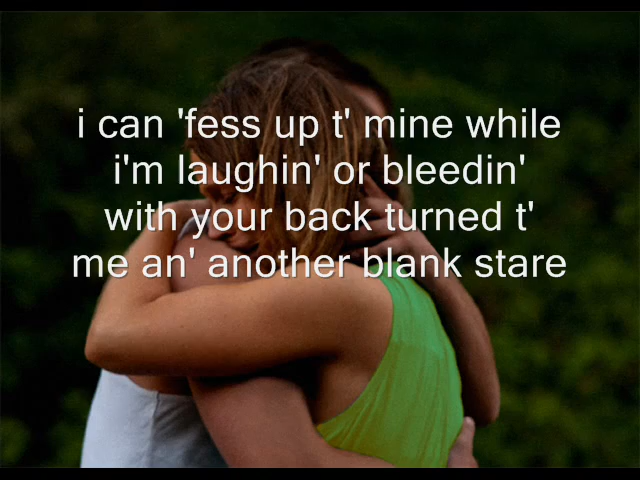 i can 'fess up t' mine while
i'm laughin' or bleedin'
with your back turned t'
me an' another blank stare